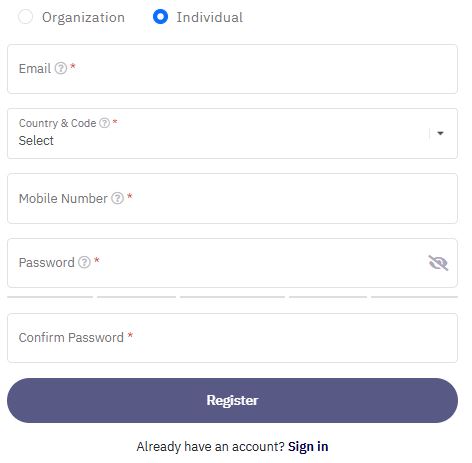 Organization Individual
Email ? *
Country & Code ? *
Select
Mobile Number ? *
Password ? *
Confirm Password *
Register
Already have an account? Sign in